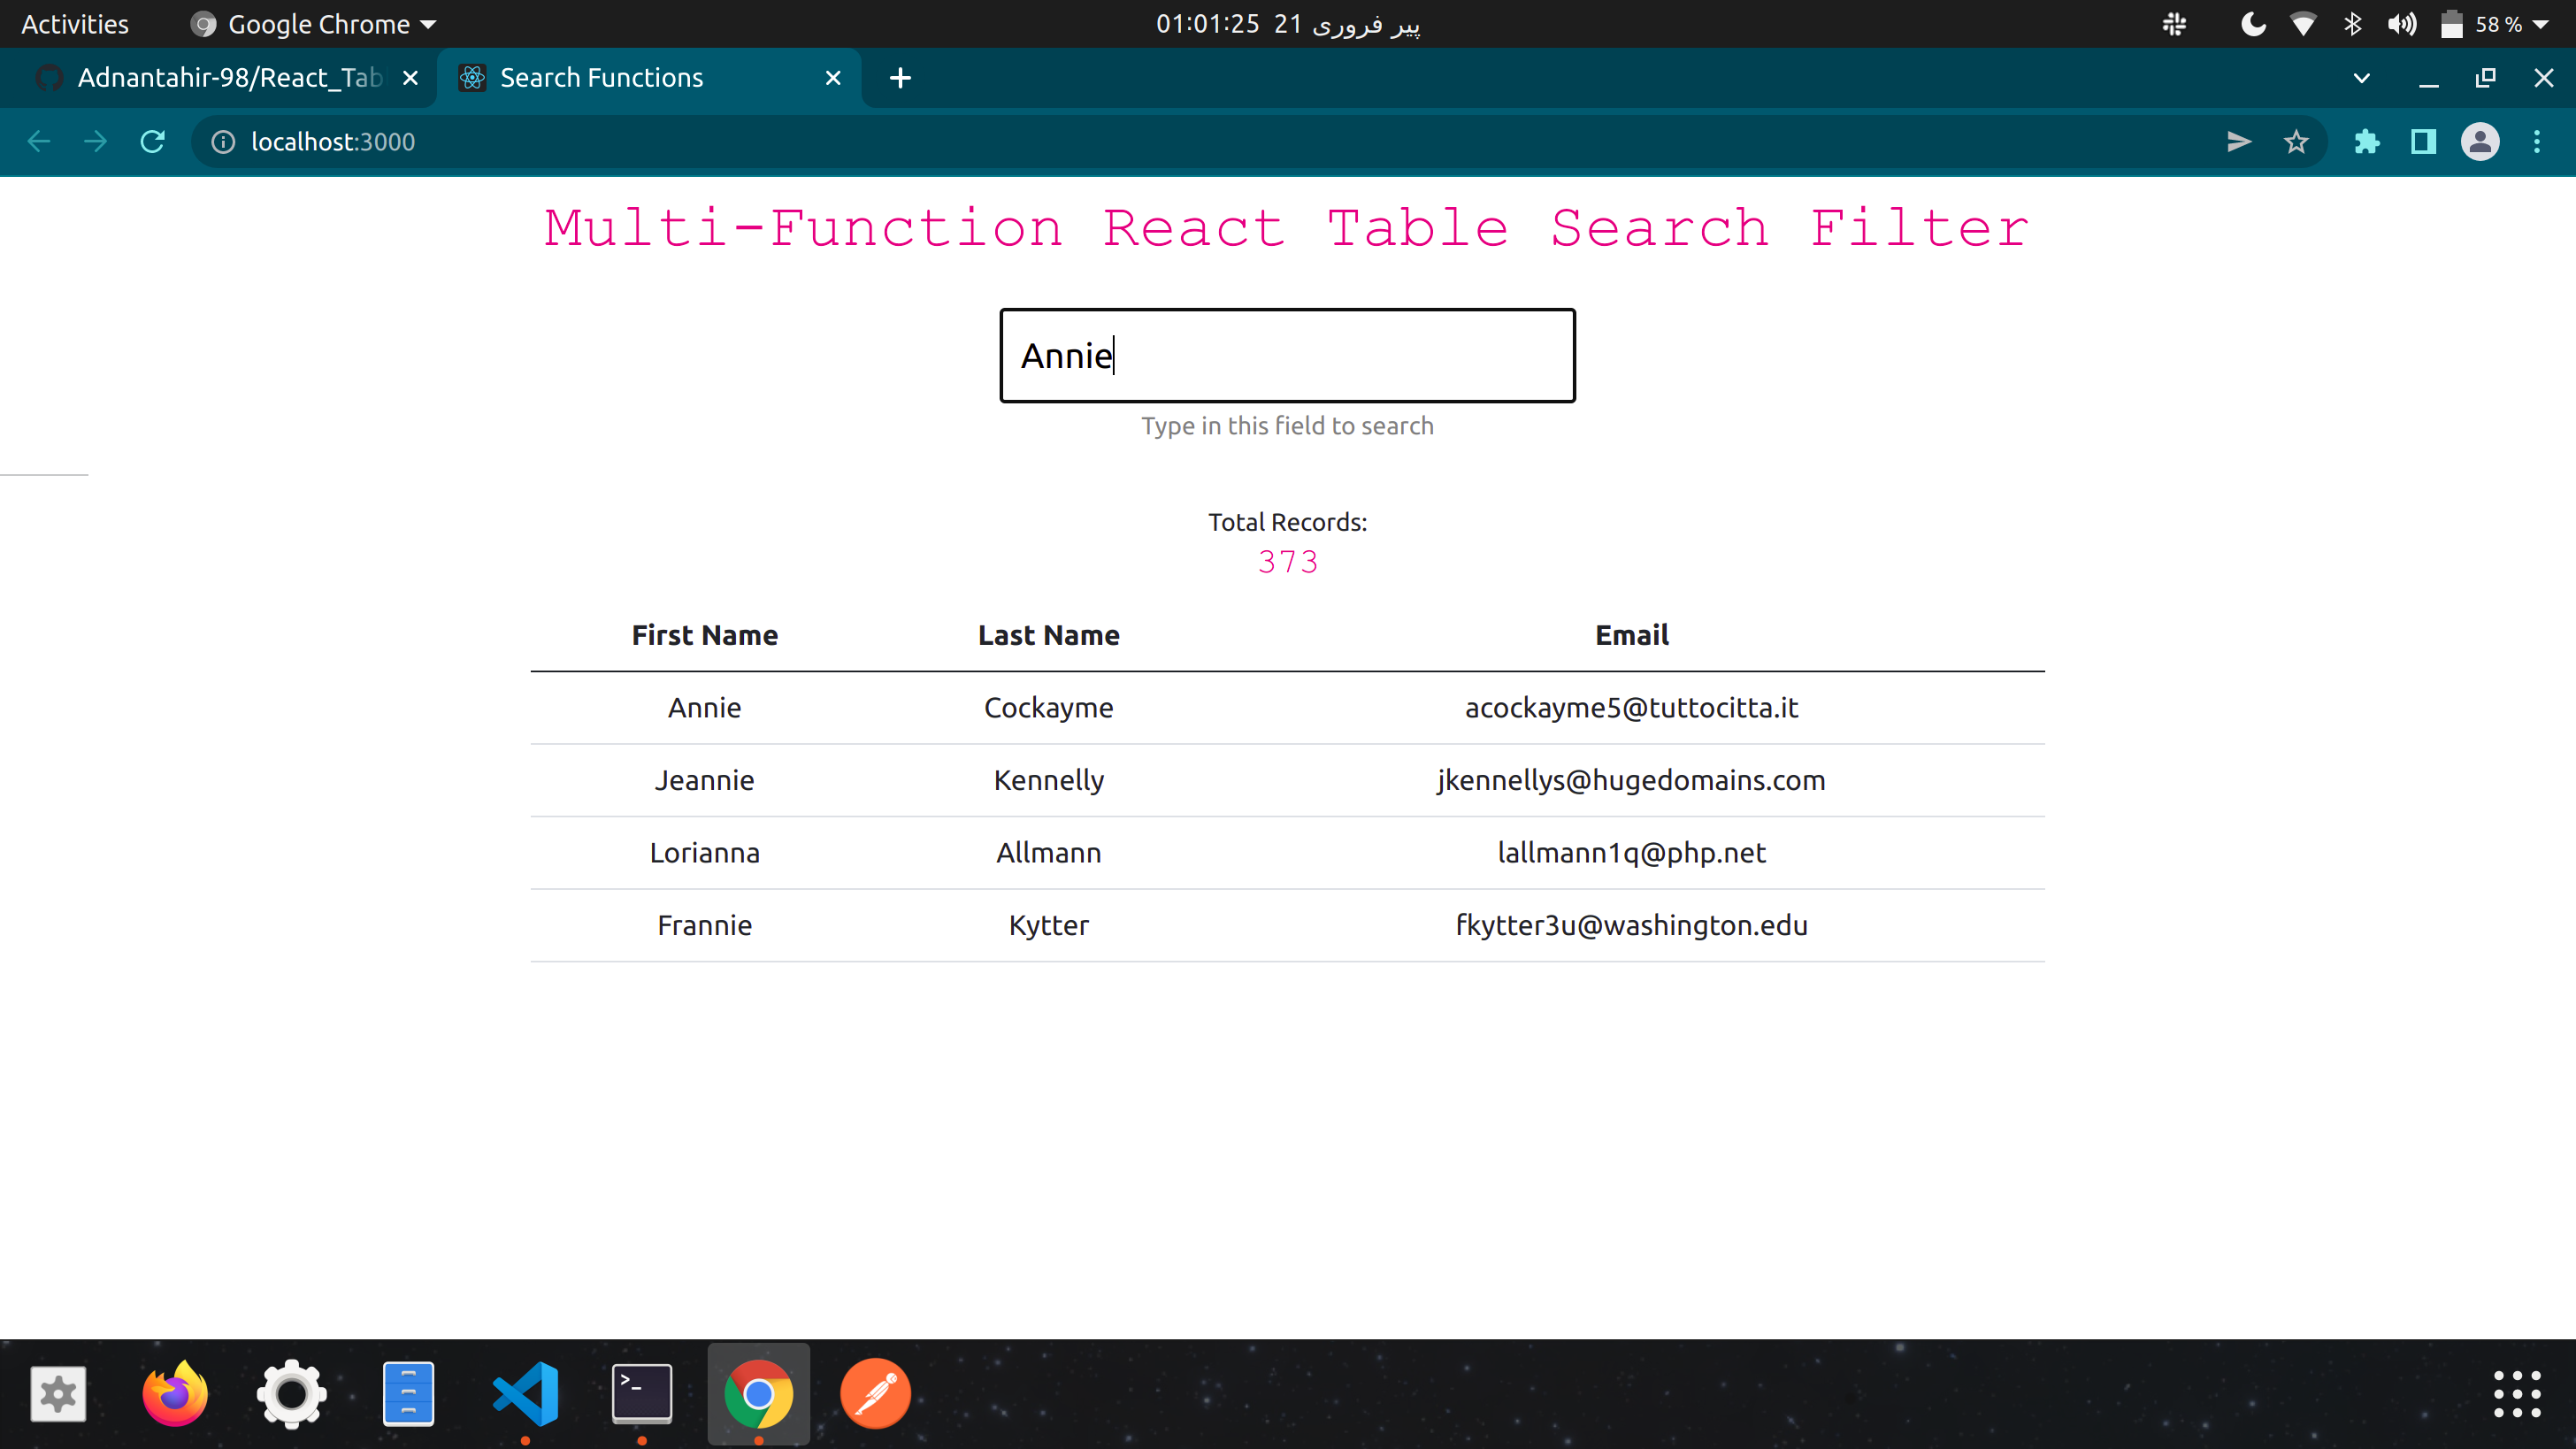 Activities Google Chrome 01:01:25 21 پیر فروری 58 %
Adnantahir-98/React_Tab Search Functions
localhost:3000
Multi-Function React Table Search Filter
Annie
Type in this field to search
Total Records:
373
First Name Last Name Email
Annie Cockayme acockayme5@tuttocitta.it
Jeannie Kennelly jkennellys@hugedomains.com
Lorianna Allmann lallmann1q@php.net
Frannie Kytter fkytter3u@washington.edu